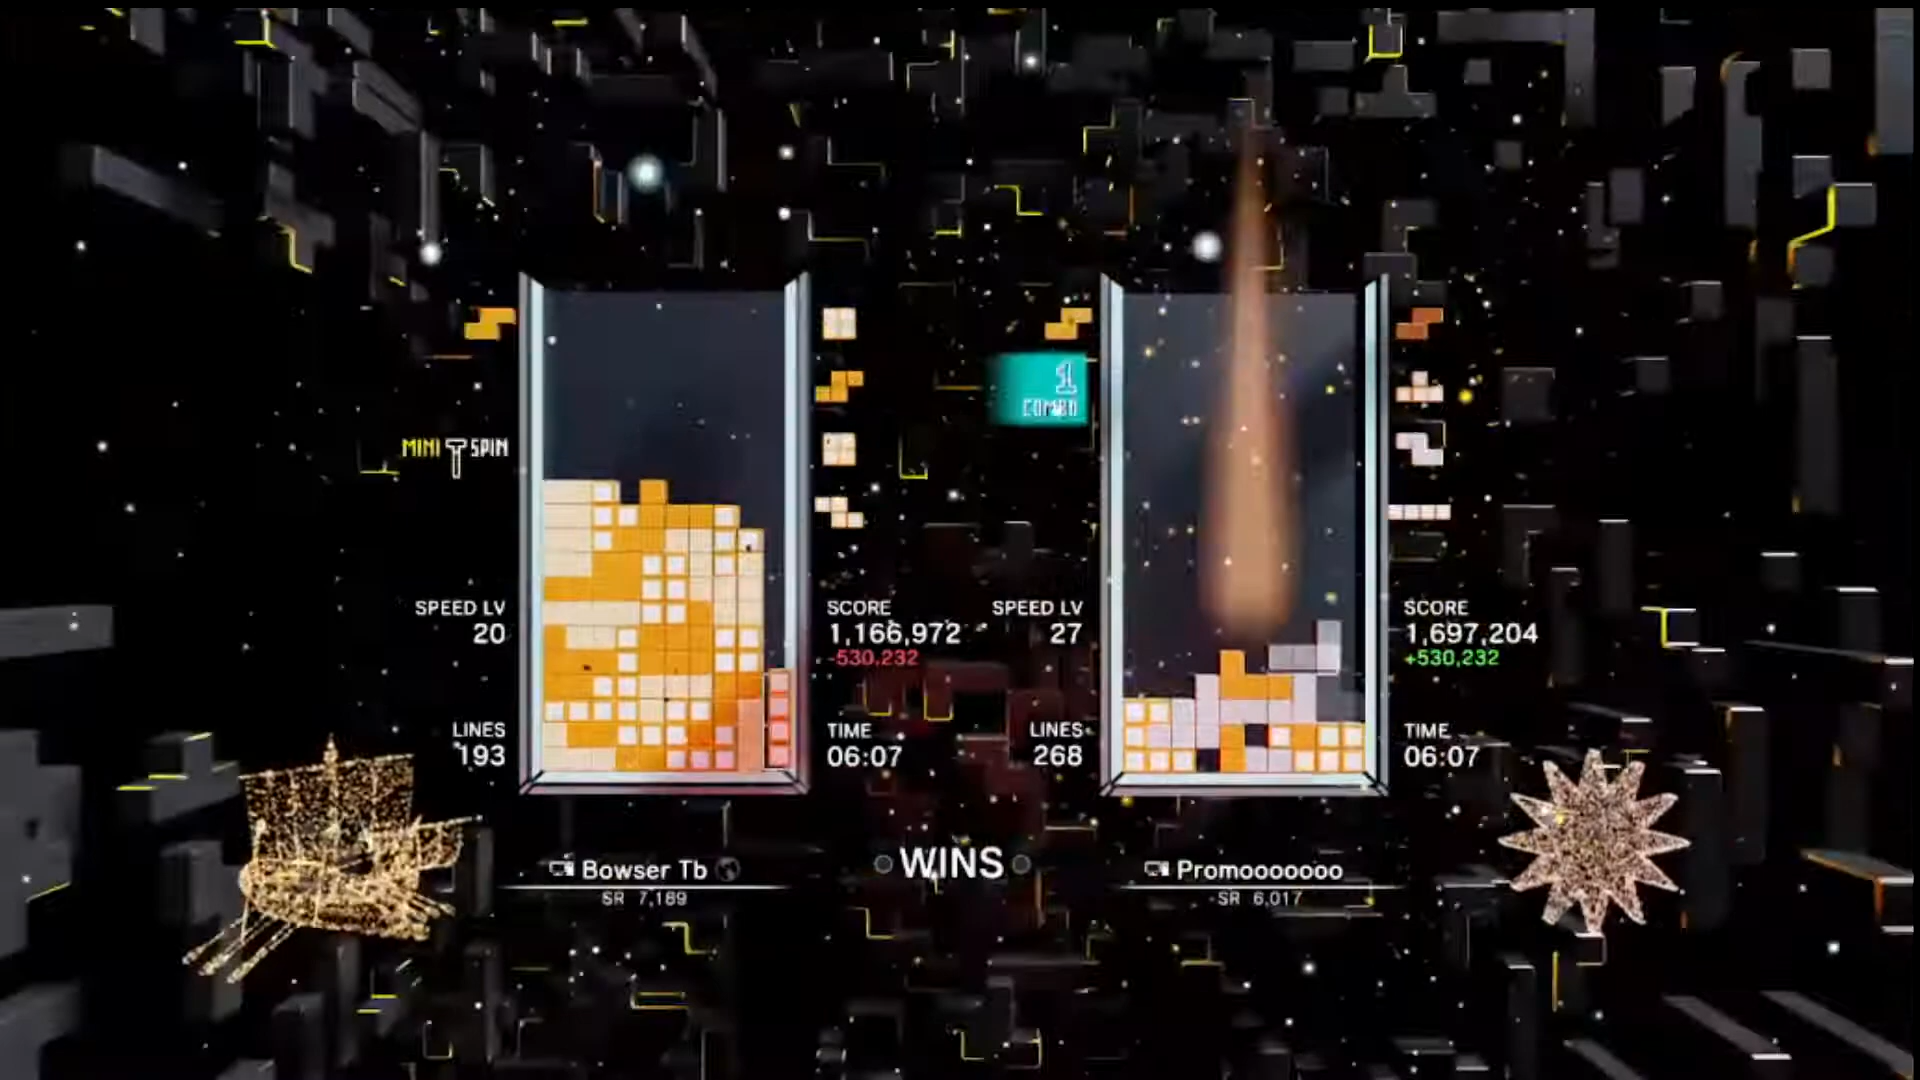 1
COMBO
MINI T SPIN
SPEED LV
20
SCORE
1,166,972
-530,232
LINES
193
TIME
06:07
SPEED LV
27
SCORE
1,697,204
+530,232
LINES
268
TIME
06:07
Bowser Tb
SR 7,189
WINS
Promooooooo
SR 6,017